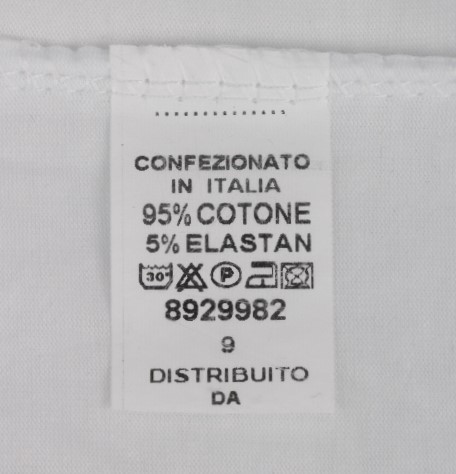 CONFEZIONATO
IN ITALIA
95% COTONE
5% ELASTAN
30° P
8929982
9
DISTRIBUITO
DA